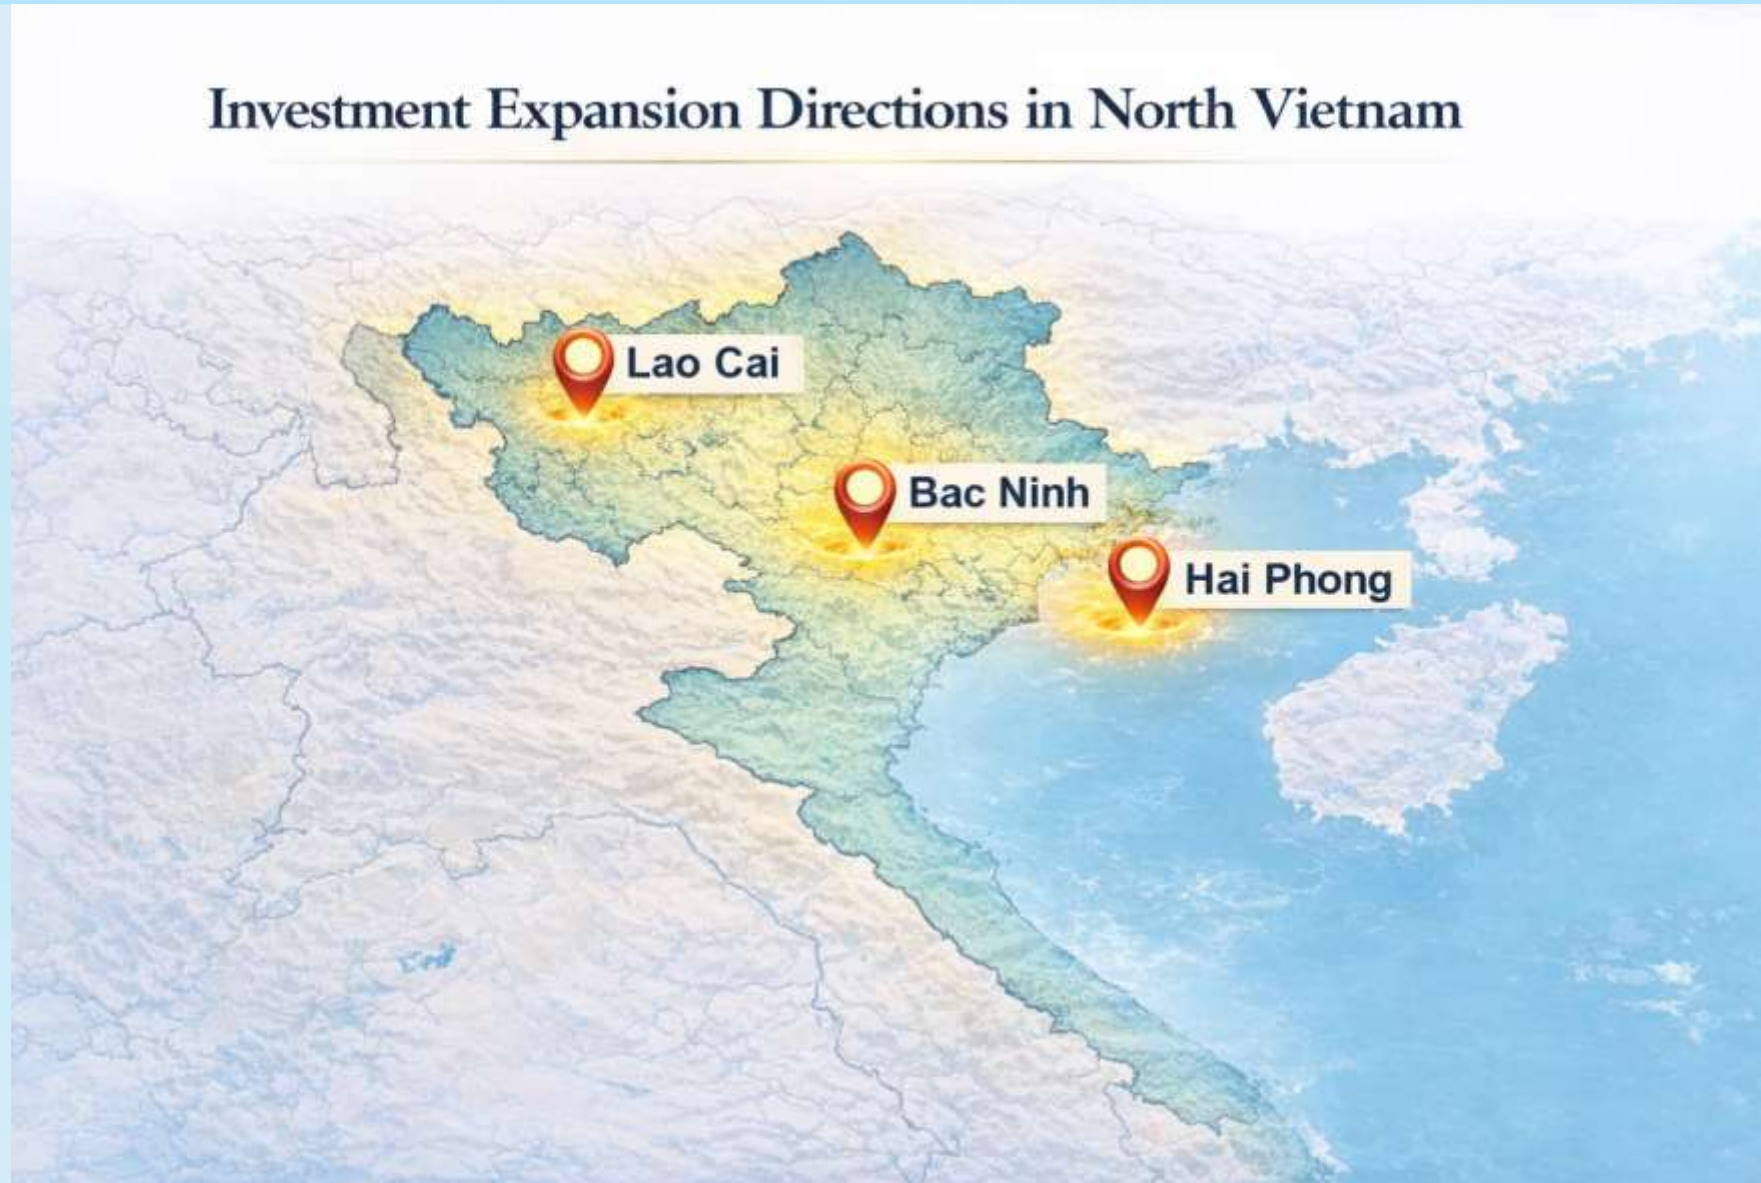 Investment Expansion Directions in North Vietnam
Lao Cai
Bac Ninh
Hai Phong